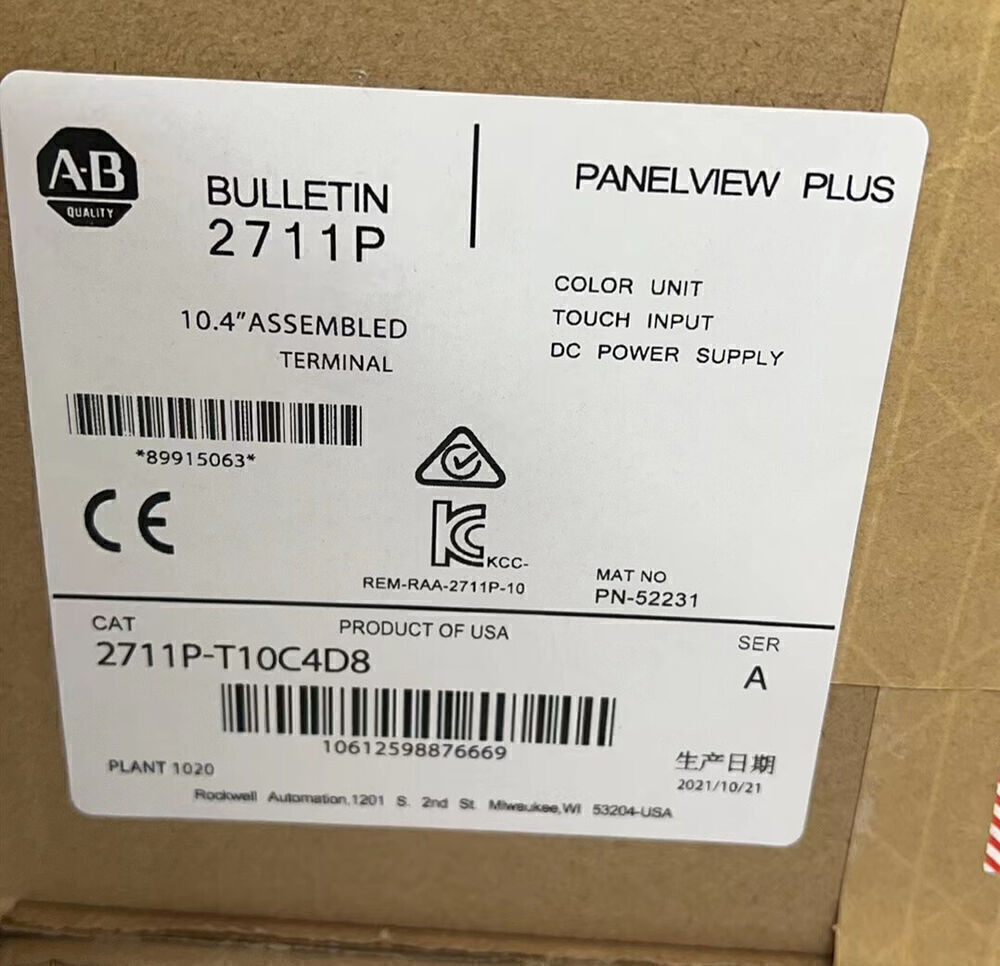 A-B
QUALITY
BULLETIN
2711P
PANELVIEW PLUS
10.4"ASSEMBLED
TERMINAL
COLOR UNIT
TOUCH INPUT
DC POWER SUPPLY
*89915063*
CE
KCC-
REM-RAA-2711P-10
MAT NO
PN-52231
CAT
PRODUCT OF USA
SER
2711P-T10C4D8
A
10612598876669
PLANT 1020
生产日期
2021/10/21
Rockwell Automation,1201 S. 2nd St. Milwaukee,WI 53204-USA